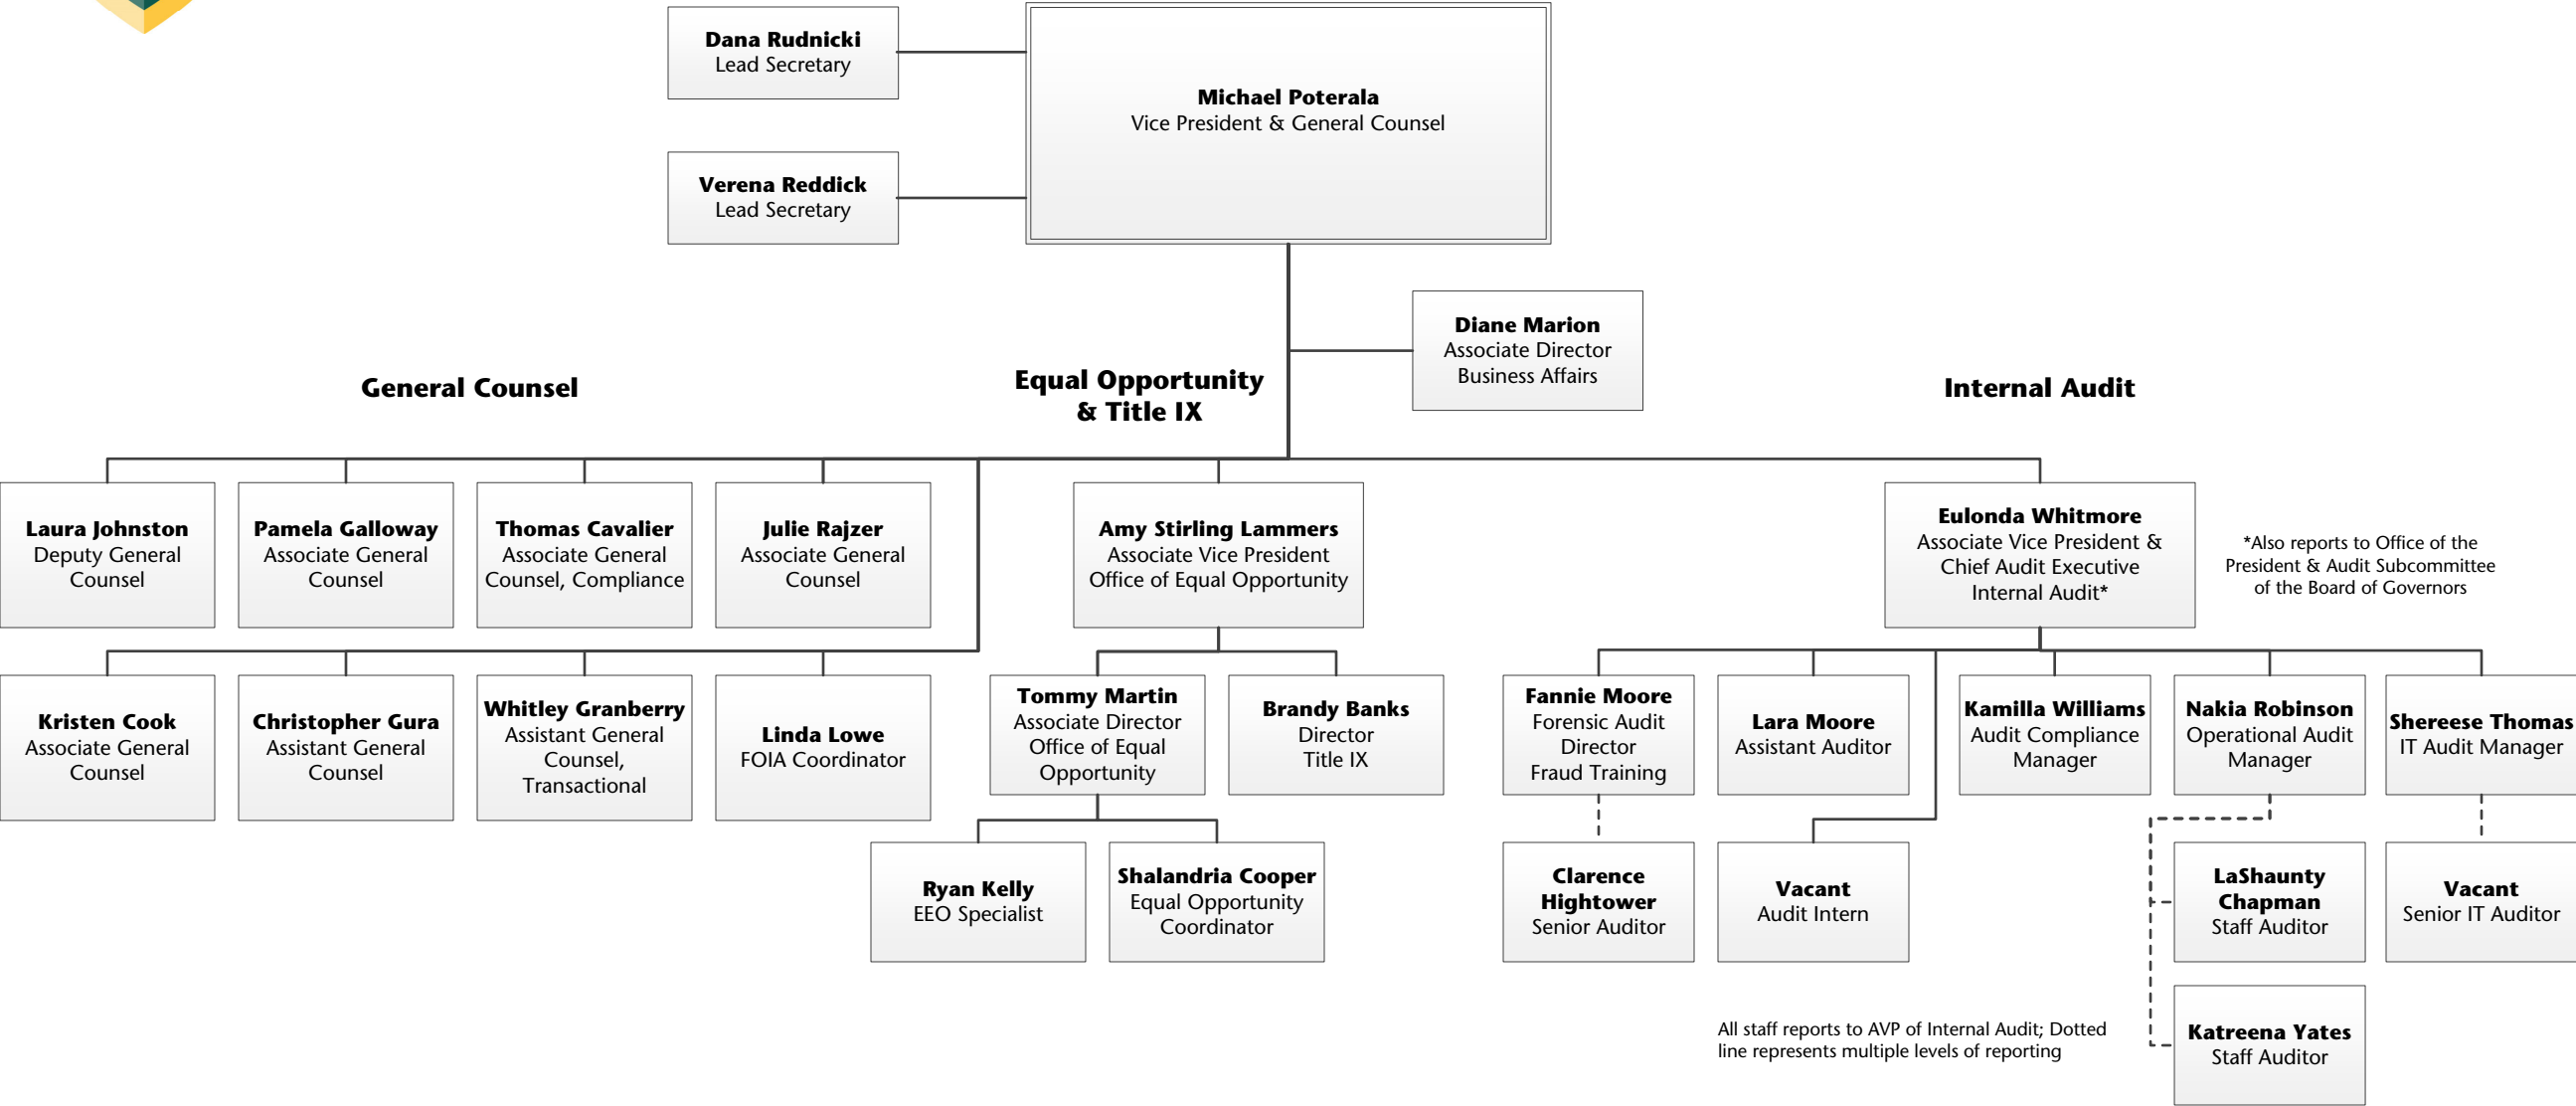 Dana Rudnicki
Lead Secretary
Michael Poterala
Vice President & General Counsel
Verena Reddick
Lead Secretary
Diane Marion
Associate Director
Business Affairs
General Counsel
Equal Opportunity
& Title IX
Internal Audit
Laura Johnston
Deputy General
Counsel
Pamela Galloway
Associate General
Counsel
Thomas Cavalier
Associate General
Counsel, Compliance
Julie Rajzer
Associate General
Counsel
Amy Stirling Lammers
Associate Vice President
Office of Equal Opportunity
Eulonda Whitmore
Associate Vice President &
Chief Audit Executive
Internal Audit*
*Also reports to Office of the
President & Audit Subcommittee
of the Board of Governors
Kristen Cook
Associate General
Counsel
Christopher Gura
Assistant General
Counsel
Whitley Granberry
Assistant General
Counsel,
Transactional
Linda Lowe
FOIA Coordinator
Tommy Martin
Associate Director
Office of Equal
Opportunity
Brandy Banks
Director
Title IX
Fannie Moore
Forensic Audit
Director
Fraud Training
Lara Moore
Assistant Auditor
Kamilla Williams
Audit Compliance
Manager
Nakia Robinson
Operational Audit
Manager
Shereese Thomas
IT Audit Manager
Ryan Kelly
EEO Specialist
Shalandria Cooper
Equal Opportunity
Coordinator
Clarence
Hightower
Senior Auditor
Vacant
Audit Intern
LaShaunty
Chapman
Staff Auditor
Vacant
Senior IT Auditor
All staff reports to AVP of Internal Audit; Dotted
line represents multiple levels of reporting
Katreena Yates
Staff Auditor